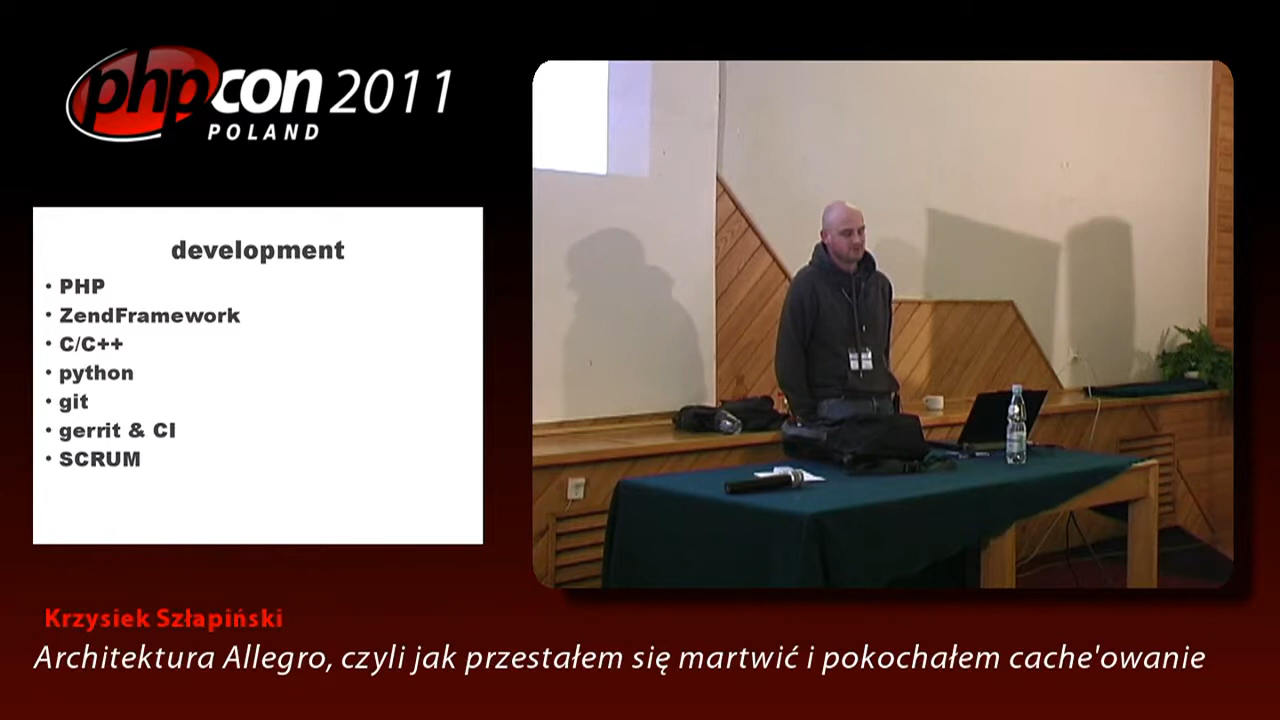 phpcon 2011
POLAND
development
• PHP
• ZendFramework
• C/C++
• python
• git
• gerrit & CI
• SCRUM
Krzysiek Szłapiński
Architektura Allegro, czyli jak przestałem się martwić i pokochałem cache'owanie